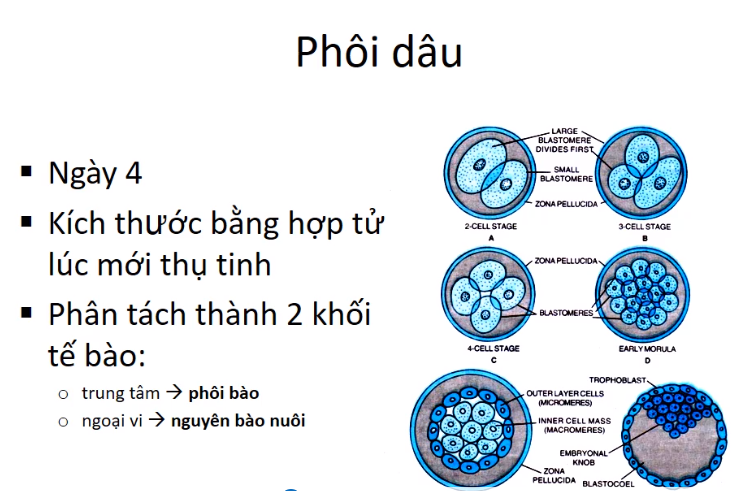 Phôi dâu
▪ Ngày 4
▪ Kích thước bằng hợp tử
lúc mới thụ tinh
▪ Phân tách thành 2 khối
tế bào:
o trung tâm → phôi bào
o ngoại vi → nguyên bào nuôi
LARGE
BLASTOMERE
DIVIDES FIRST
SMALL
BLASTOMERE
ZONA PELLUCIDA
2-CELL STAGE
A
3-CELL STAGE
B
ZONA PELLUCIDA
BLASTOMERES
4-CELL STAGE
C
EARLY MORULA
D
TROPHOBLAST
OUTER LAYER CELLS
(MICROMERES)
INNER CELL MASS
(MACROMERES)
EMBRYONAL
KNOB
ZONA
PELLUCIDA
BLASTOCOEL